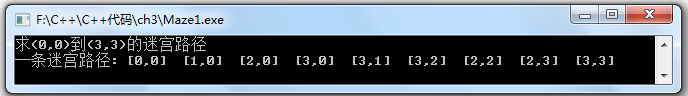 F:\C++\C++代码\ch3\Maze1.exe
求(0,0)到(3,3)的迷宫路径
一条迷宫路径: [0,0] [1,0] [2,0] [3,0] [3,1] [3,2] [2,2] [2,3] [3,3]